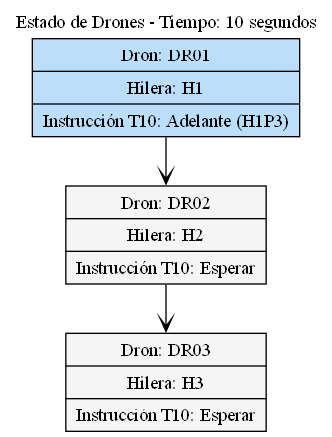 Estado de Drones - Tiempo: 10 segundos
Dron: DR01
Hilera: H1
Instrucción T10: Adelante (H1P3)
Dron: DR02
Hilera: H2
Instrucción T10: Esperar
Dron: DR03
Hilera: H3
Instrucción T10: Esperar